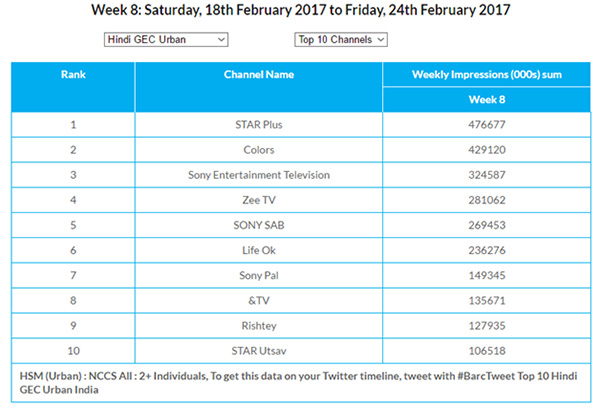 Week 8: Saturday, 18th February 2017 to Friday, 24th February 2017
Hindi GEC Urban Top 10 Channels
Rank Channel Name Weekly Impressions (000s) sum
Week 8
1 STAR Plus 476677
2 Colors 429120
3 Sony Entertainment Television 324587
4 Zee TV 281062
5 SONY SAB 269453
6 Life Ok 236276
7 Sony Pal 149345
8 &TV 135671
9 Rishtey 127935
10 STAR Utsav 106518
HSM (Urban) : NCCS All : 2+ Individuals, To get this data on your Twitter timeline, tweet with #BarcTweet Top 10 Hindi
GEC Urban India